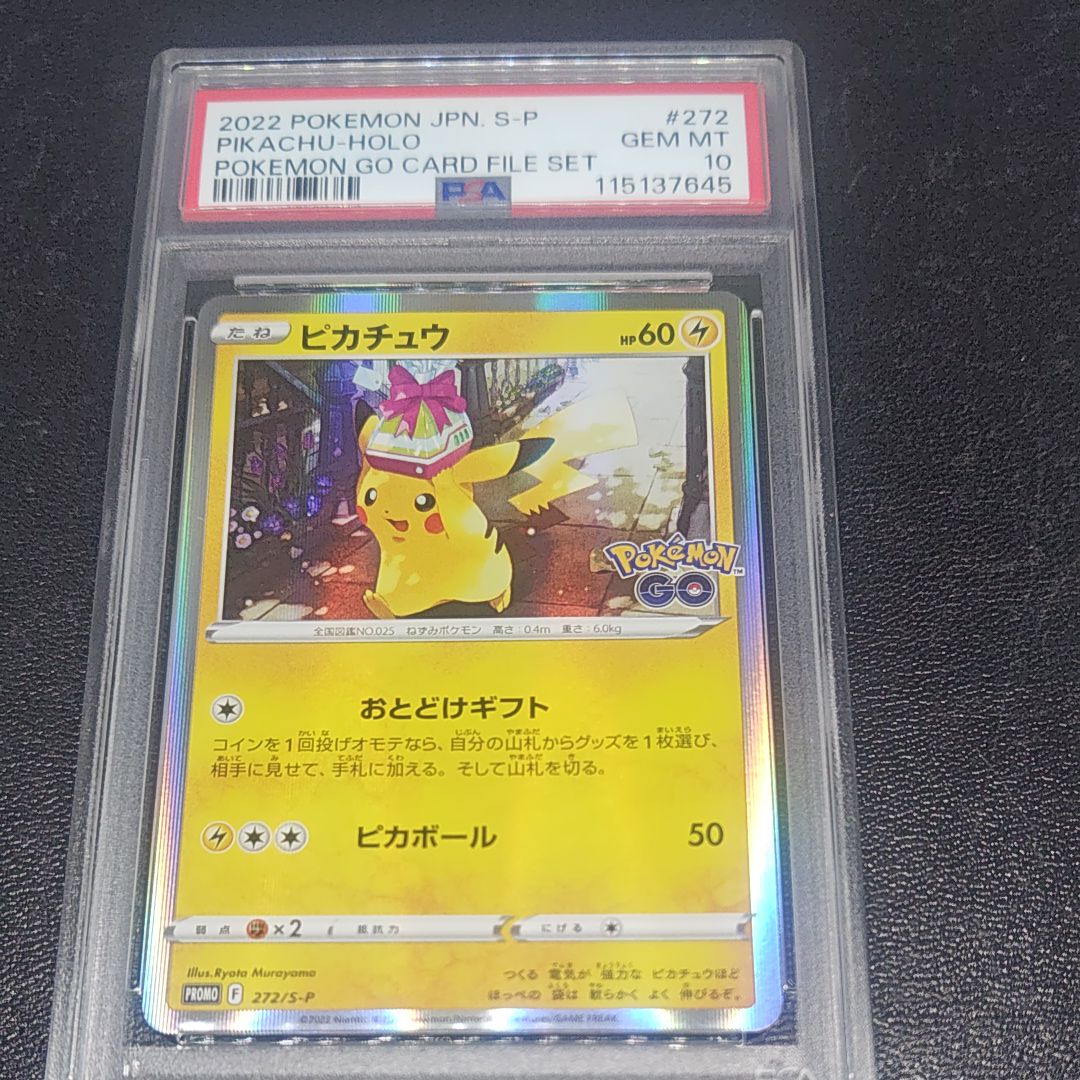 2022 POKEMON JPN. S-P #272
PIKACHU-HOLO GEM MT
POKEMON GO CARD FILE SET 10
PSA 115137645
たね ピカチュウ HP60
Pokémon™
GO
全国図鑑NO.025 ねずみポケモン 高さ:0.4m 重さ:6.0kg
おとどけギフト
コインを1回投げオモテなら、自分の山札からグッズを1枚選び、
相手に見せて、手札に加える。そして山札を切る。
ピカボール 50
弱点 ×2 抵抗力 にげる
Illus.Ryota Murayama
つくる 電気が 強力な ピカチュウほど
ほっぺの 袋は 軟らかく よく 伸びるぞ。
PROMO F 272/S-P
©2022 GAME FREAK